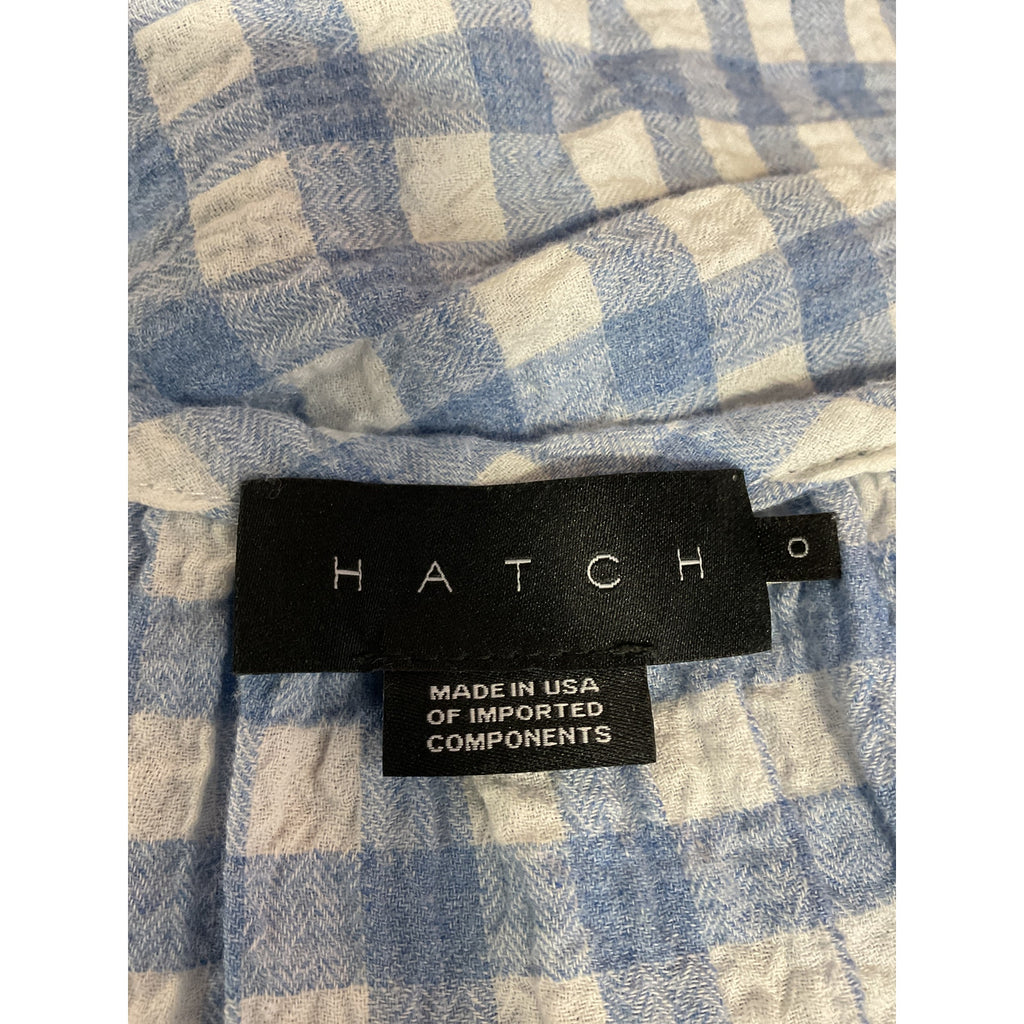 HATCH
0
MADE IN USA
OF IMPORTED
COMPONENTS